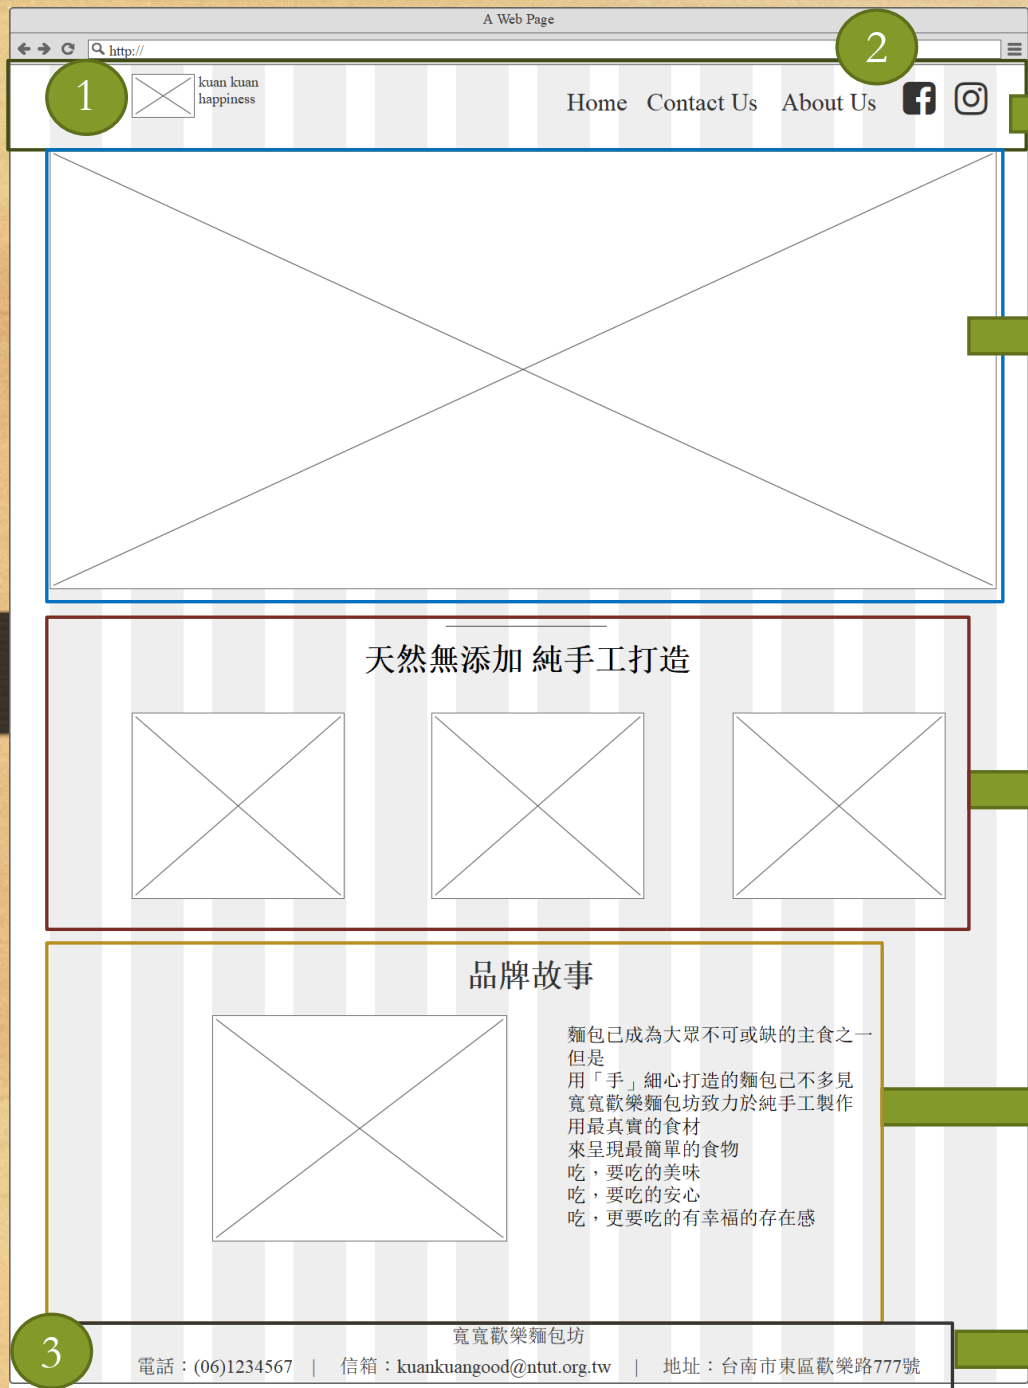 A Web Page
http://
2
1
kuan kuan
happiness
Home Contact Us About Us
天然無添加 純手工打造
品牌故事
麵包已成為大眾不可或缺的主食之一
但是
用「手」細心打造的麵包已不多見
寬寬歡樂麵包坊致力於純手工製作
用最真實的食材
來呈現最簡單的食物
吃，要吃的美味
吃，要吃的安心
吃，更要吃的有幸福的存在感
3
寬寬歡樂麵包坊
電話：(06)1234567 | 信箱：kuankuangood@ntut.org.tw | 地址：台南市東區歡樂路777號